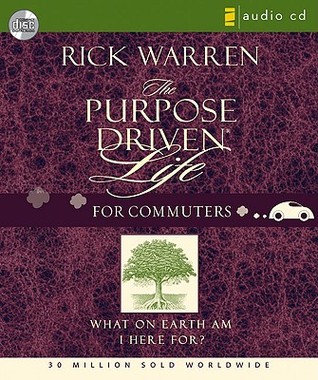 disc
audio cd
RICK WARREN
The
PURPOSE
DRIVEN®
Life
FOR COMMUTERS
WHAT ON EARTH AM
I HERE FOR?
30 MILLION SOLD WORLDWIDE